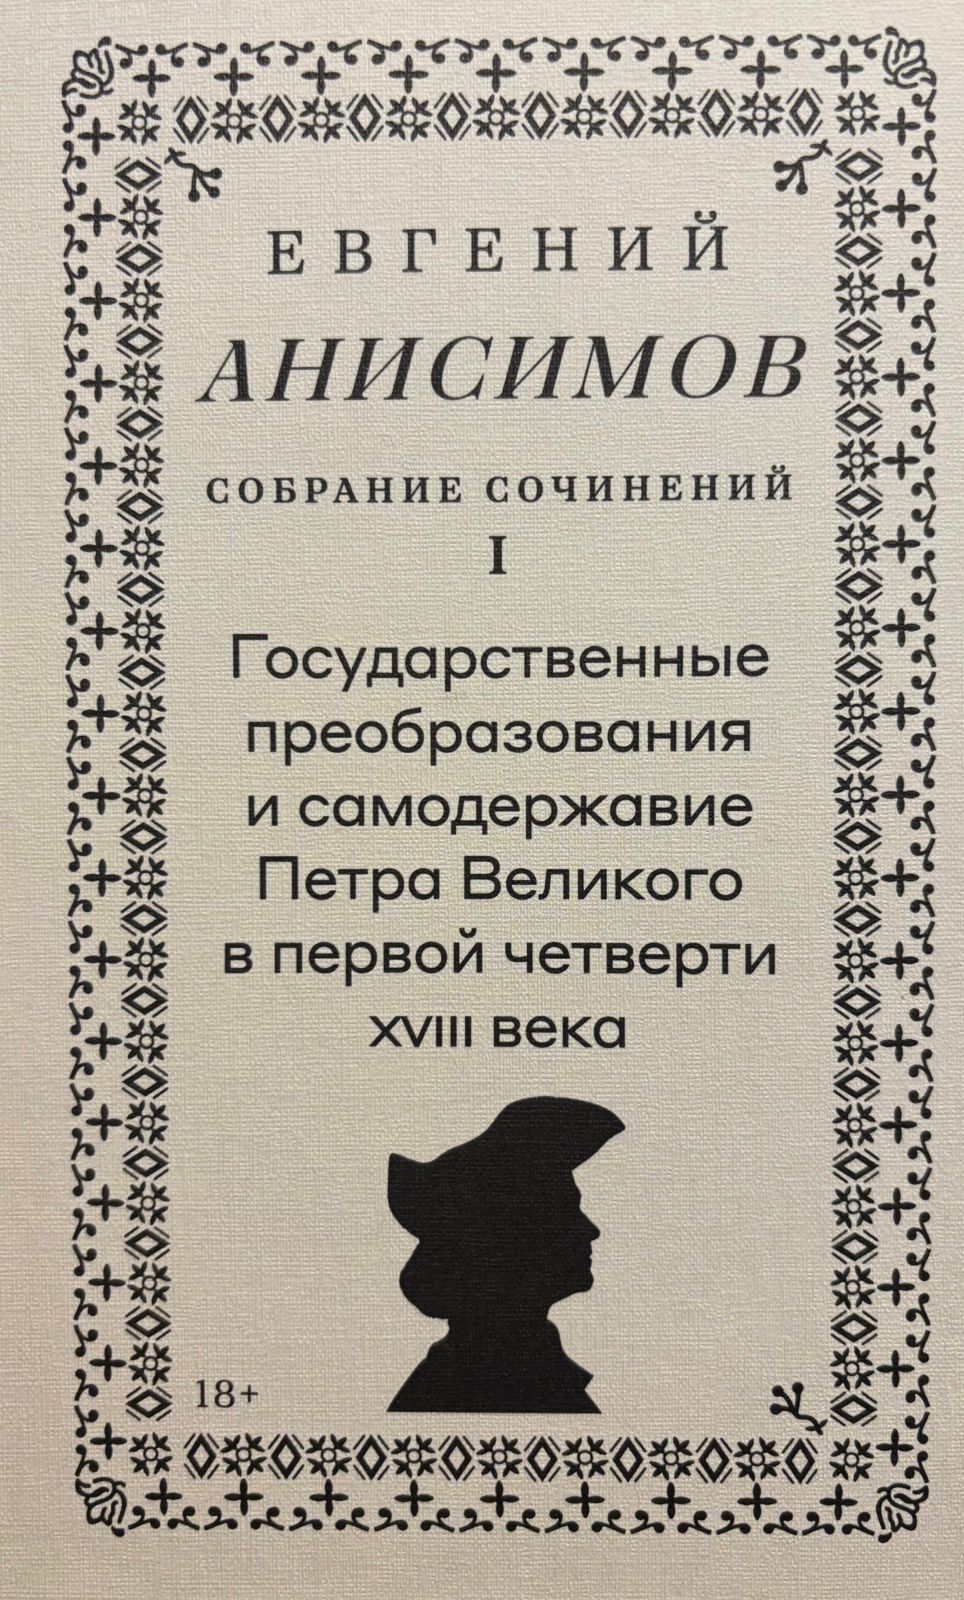 ЕВГЕНИЙ
АНИСИМОВ
СОБРАНИЕ СОЧИНЕНИЙ
I
Государственные
преобразования
и самодержавие
Петра Великого
в первой четверти
XVIII века
18+